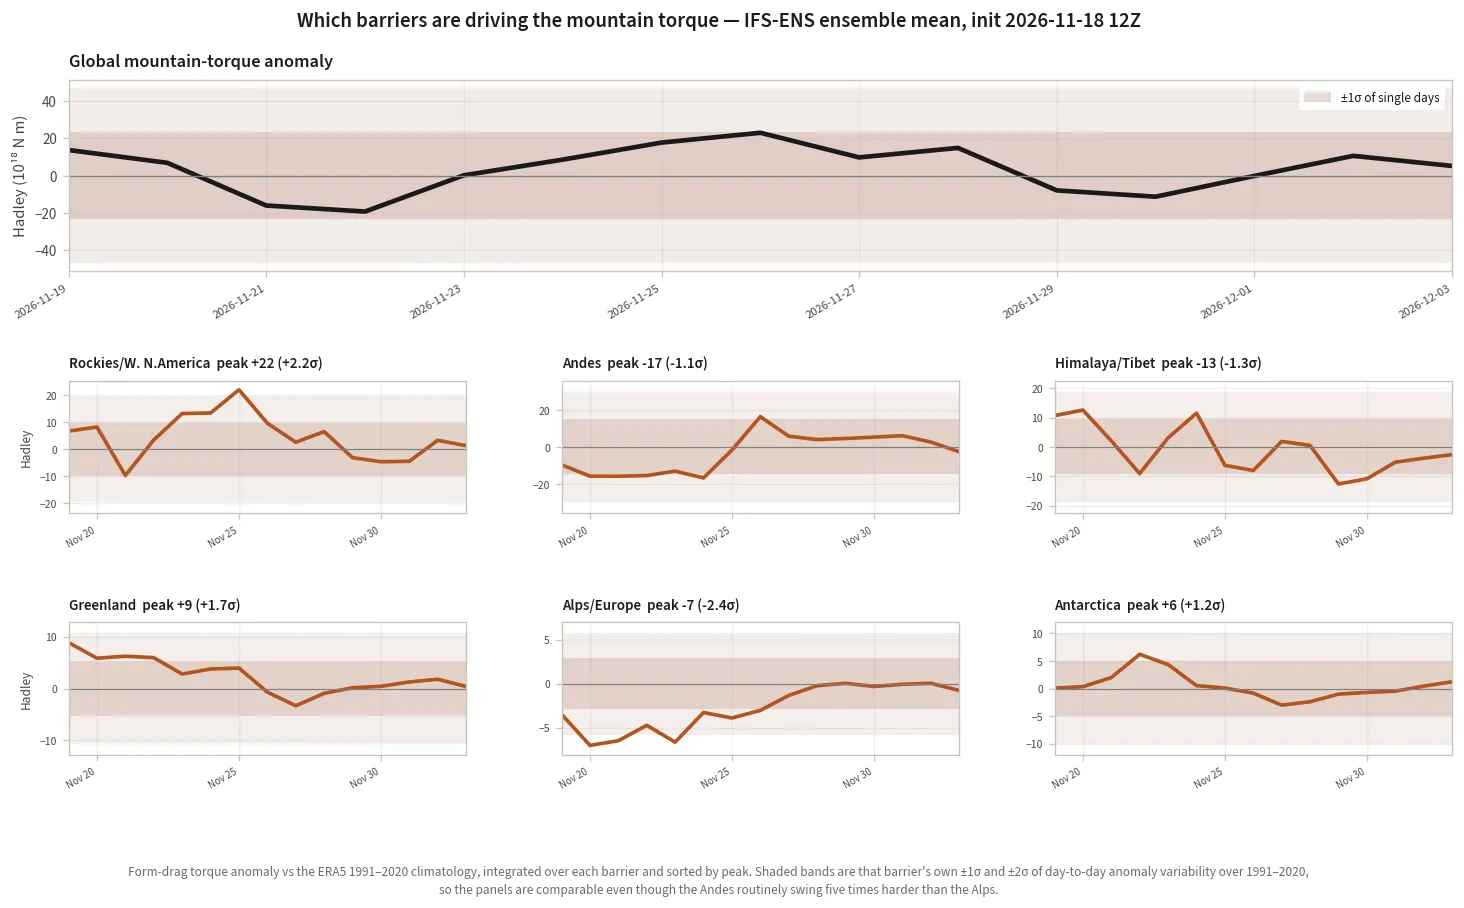 Which barriers are driving the mountain torque — IFS-ENS ensemble mean, init 2026-11-18 12Z
Global mountain-torque anomaly
Hadley (10¹⁸ N m)
40
20
0
−20
−40
±1σ of single days
2026-11-19
2026-11-21
2026-11-23
2026-11-25
2026-11-27
2026-11-29
2026-12-01
2026-12-03
Rockies/W. N.America peak +22 (+2.2σ)
Hadley
20
10
0
−10
−20
Nov 20
Nov 25
Nov 30
Andes peak -17 (-1.1σ)
20
0
−20
Nov 20
Nov 25
Nov 30
Himalaya/Tibet peak -13 (-1.3σ)
20
10
0
−10
−20
Nov 20
Nov 25
Nov 30
Greenland peak +9 (+1.7σ)
Hadley
10
0
−10
Nov 20
Nov 25
Nov 30
Alps/Europe peak -7 (-2.4σ)
5
0
−5
Nov 20
Nov 25
Nov 30
Antarctica peak +6 (+1.2σ)
10
5
0
−5
−10
Nov 20
Nov 25
Nov 30
Form-drag torque anomaly vs the ERA5 1991–2020 climatology, integrated over each barrier and sorted by peak. Shaded bands are that barrier's own ±1σ and ±2σ of day-to-day anomaly variability over 1991–2020,
so the panels are comparable even though the Andes routinely swing five times harder than the Alps.